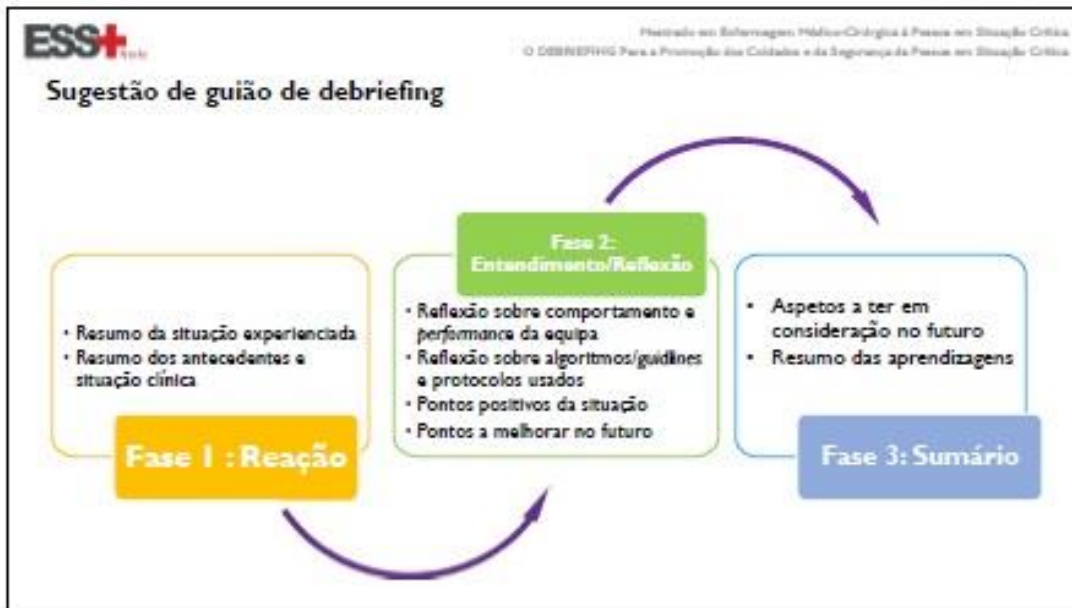 ESS+
Mestrado em Enfermagem Médico-Cirúrgica à Pessoa em Situação Crítica
O DEBRIEFING Para a Promoção dos Cuidados e da Segurança da Pessoa em Situação Crítica
Sugestão de guião de debriefing
• Resumo da situação experienciada
• Resumo dos antecedentes e
situação clínica
Fase 1 : Reação
Fase 2:
Entendimento/Reflexão
• Reflexão sobre comportamento e
performance da equipa
• Reflexão sobre algoritmos/guidlines
e protocolos usados
• Pontos positivos da situação
• Pontos a melhorar no futuro
• Aspetos a ter em
consideração no futuro
• Resumo das aprendizagens
Fase 3: Sumário